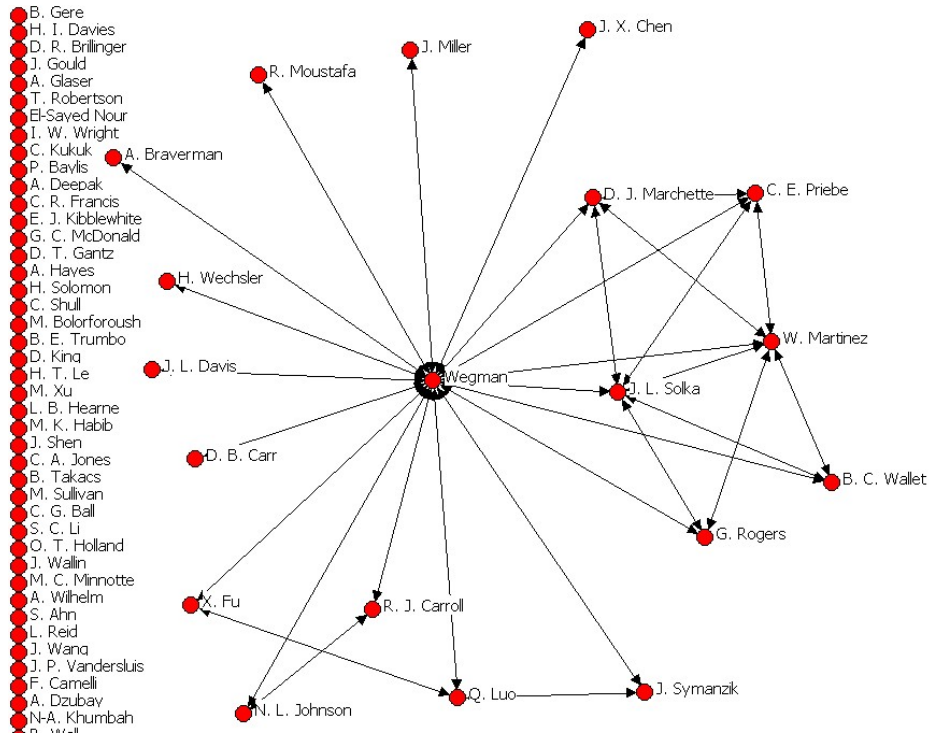 B. Gere
H. I. Davies
D. R. Brillinger
J. Gould
A. Glaser
T. Robertson
El-Sayed Nour
I. W. Wright
C. Kukuk
P. Baylis
A. Deepak
C. R. Francis
E. J. Kibblewhite
G. C. McDonald
D. T. Gantz
A. Hayes
H. Solomon
C. Shull
M. Bolorforoush
B. E. Trumbo
D. King
H. T. Le
M. Xu
L. B. Hearne
M. K. Habib
J. Shen
C. A. Jones
B. Takacs
M. Sullivan
C. G. Ball
S. C. Li
O. T. Holland
J. Wallin
M. C. Minnotte
A. Wilhelm
S. Ahn
L. Reid
J. Wang
J. P. Vandersluis
F. Camelli
A. Dzubay
N-A. Khumbah
J. X. Chen
J. Miller
R. Moustafa
A. Braverman
D. J. Marchette
C. E. Priebe
H. Wechsler
W. Martinez
J. L. Davis
Wegman
J. L. Solka
D. B. Carr
B. C. Wallet
G. Rogers
X. Fu
R. J. Carroll
N. L. Johnson
Q. Luo
J. Symanzik